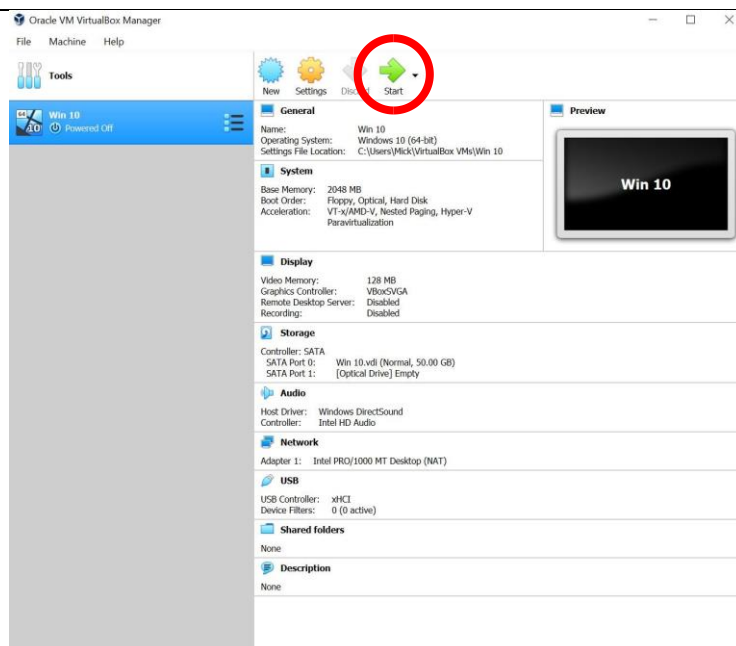 Oracle VM VirtualBox Manager
File Machine Help
Tools
New Settings Discard Start
64
10
Win 10
Powered Off
General
Name: Win 10
Operating System: Windows 10 (64-bit)
Settings File Location: C:\Users\Mick\VirtualBox VMs\Win 10
Preview
Win 10
System
Base Memory: 2048 MB
Boot Order: Floppy, Optical, Hard Disk
Acceleration: VT-x/AMD-V, Nested Paging, Hyper-V
Paravirtualization
Display
Video Memory: 128 MB
Graphics Controller: VBoxSVGA
Remote Desktop Server: Disabled
Recording: Disabled
Storage
Controller: SATA
SATA Port 0: Win 10.vdi (Normal, 50.00 GB)
SATA Port 1: [Optical Drive] Empty
Audio
Host Driver: Windows DirectSound
Controller: Intel HD Audio
Network
Adapter 1: Intel PRO/1000 MT Desktop (NAT)
USB
USB Controller: xHCI
Device Filters: 0 (0 active)
Shared folders
None
Description
None